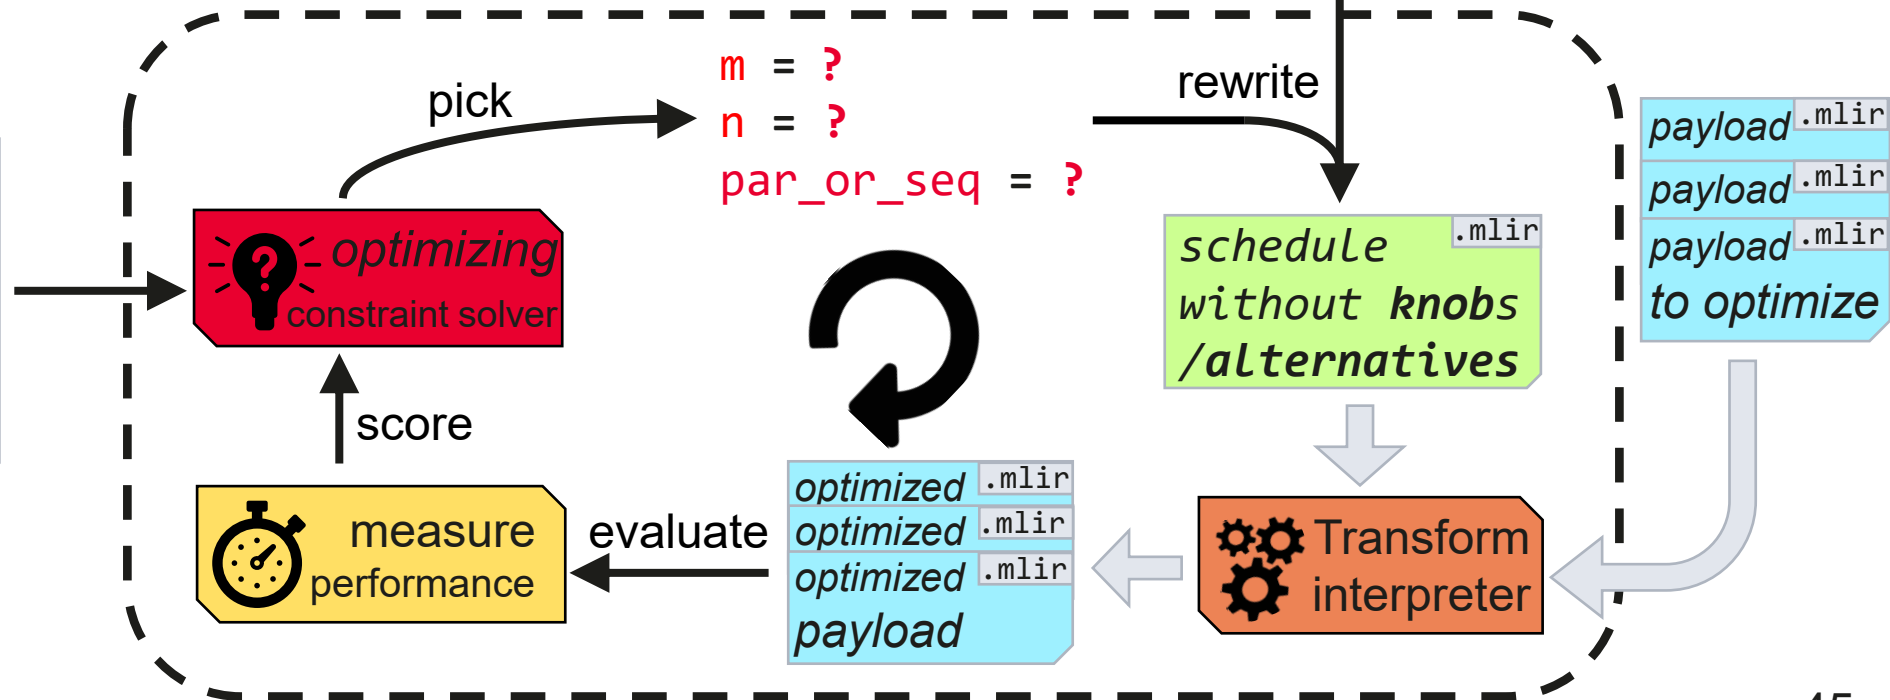 pick
m = ?
n = ?
par_or_seq = ?
rewrite
optimizing
constraint solver
schedule .mlir
without knobs
/alternatives
payload .mlir
payload .mlir
payload .mlir
to optimize
score
measure
performance
evaluate
optimized .mlir
optimized .mlir
optimized .mlir
payload
Transform
interpreter